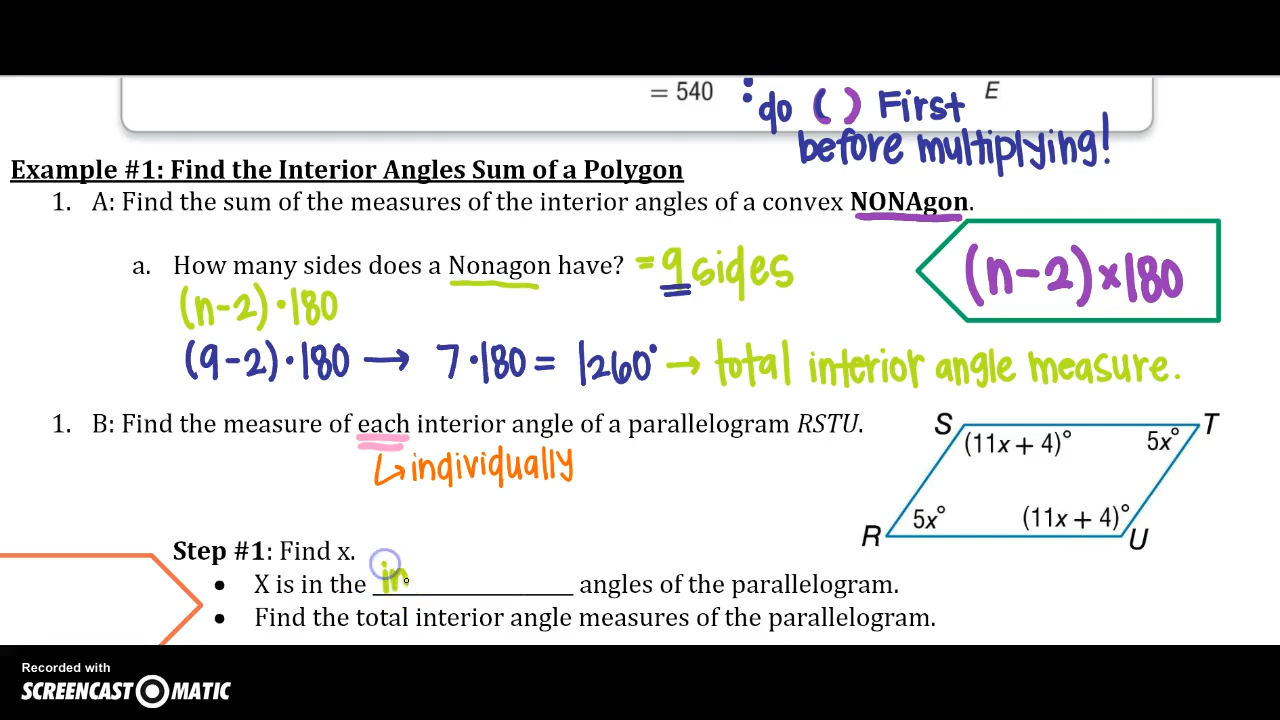 = 540
E
do ( ) First
before multiplying!
Example #1: Find the Interior Angles Sum of a Polygon
1. A: Find the sum of the measures of the interior angles of a convex NONAgon.
a. How many sides does a Nonagon have? = 9 sides
(n-2)×180
(n-2)·180
(9-2)·180 → 7·180 = 1260° → total interior angle measure.
1. B: Find the measure of each interior angle of a parallelogram RSTU.
↳individually
S
T
(11x + 4)°
5x°
5x°
(11x + 4)°
R
U
Step #1: Find x.
• X is in the in_______________ angles of the parallelogram.
• Find the total interior angle measures of the parallelogram.
Recorded with
SCREENCAST O MATIC